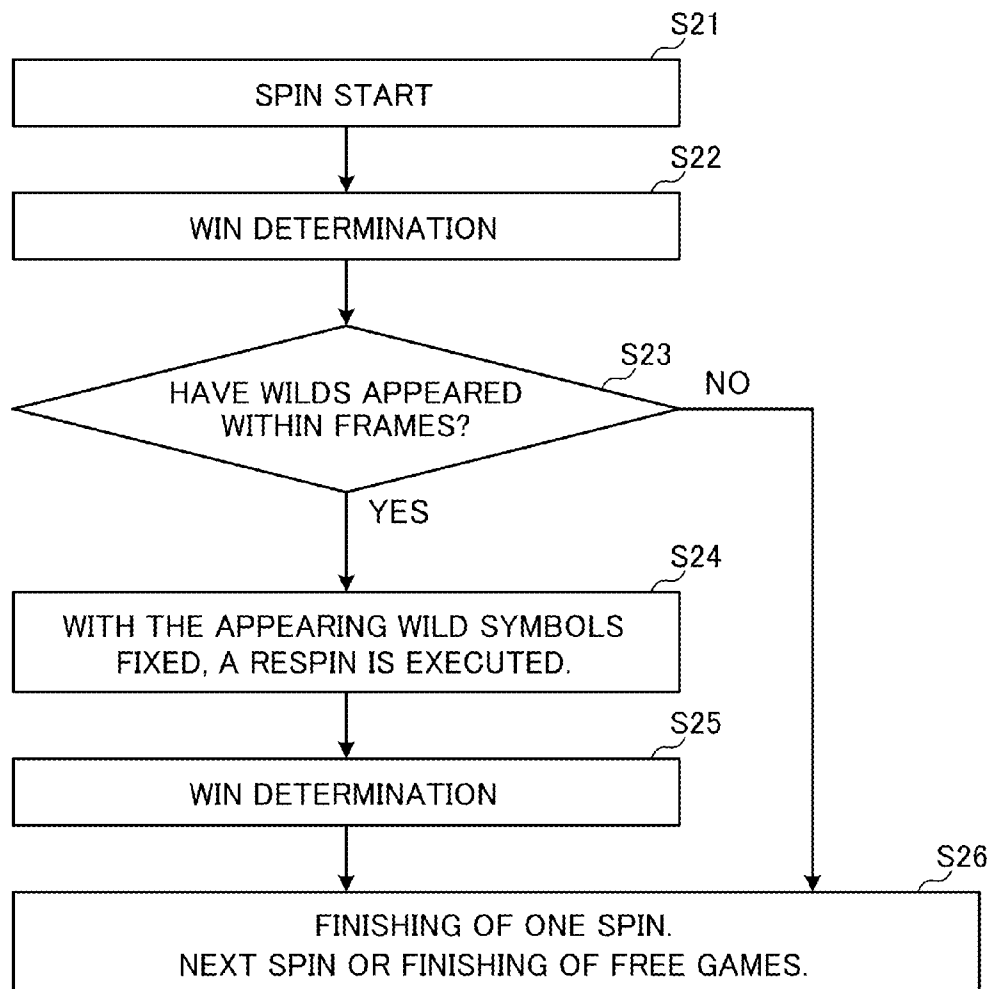 S21
SPIN START
S22
WIN DETERMINATION
S23
HAVE WILDS APPEARED
WITHIN FRAMES?
NO
YES
S24
WITH THE APPEARING WILD SYMBOLS
FIXED, A RESPIN IS EXECUTED.
S25
WIN DETERMINATION
S26
FINISHING OF ONE SPIN.
NEXT SPIN OR FINISHING OF FREE GAMES.